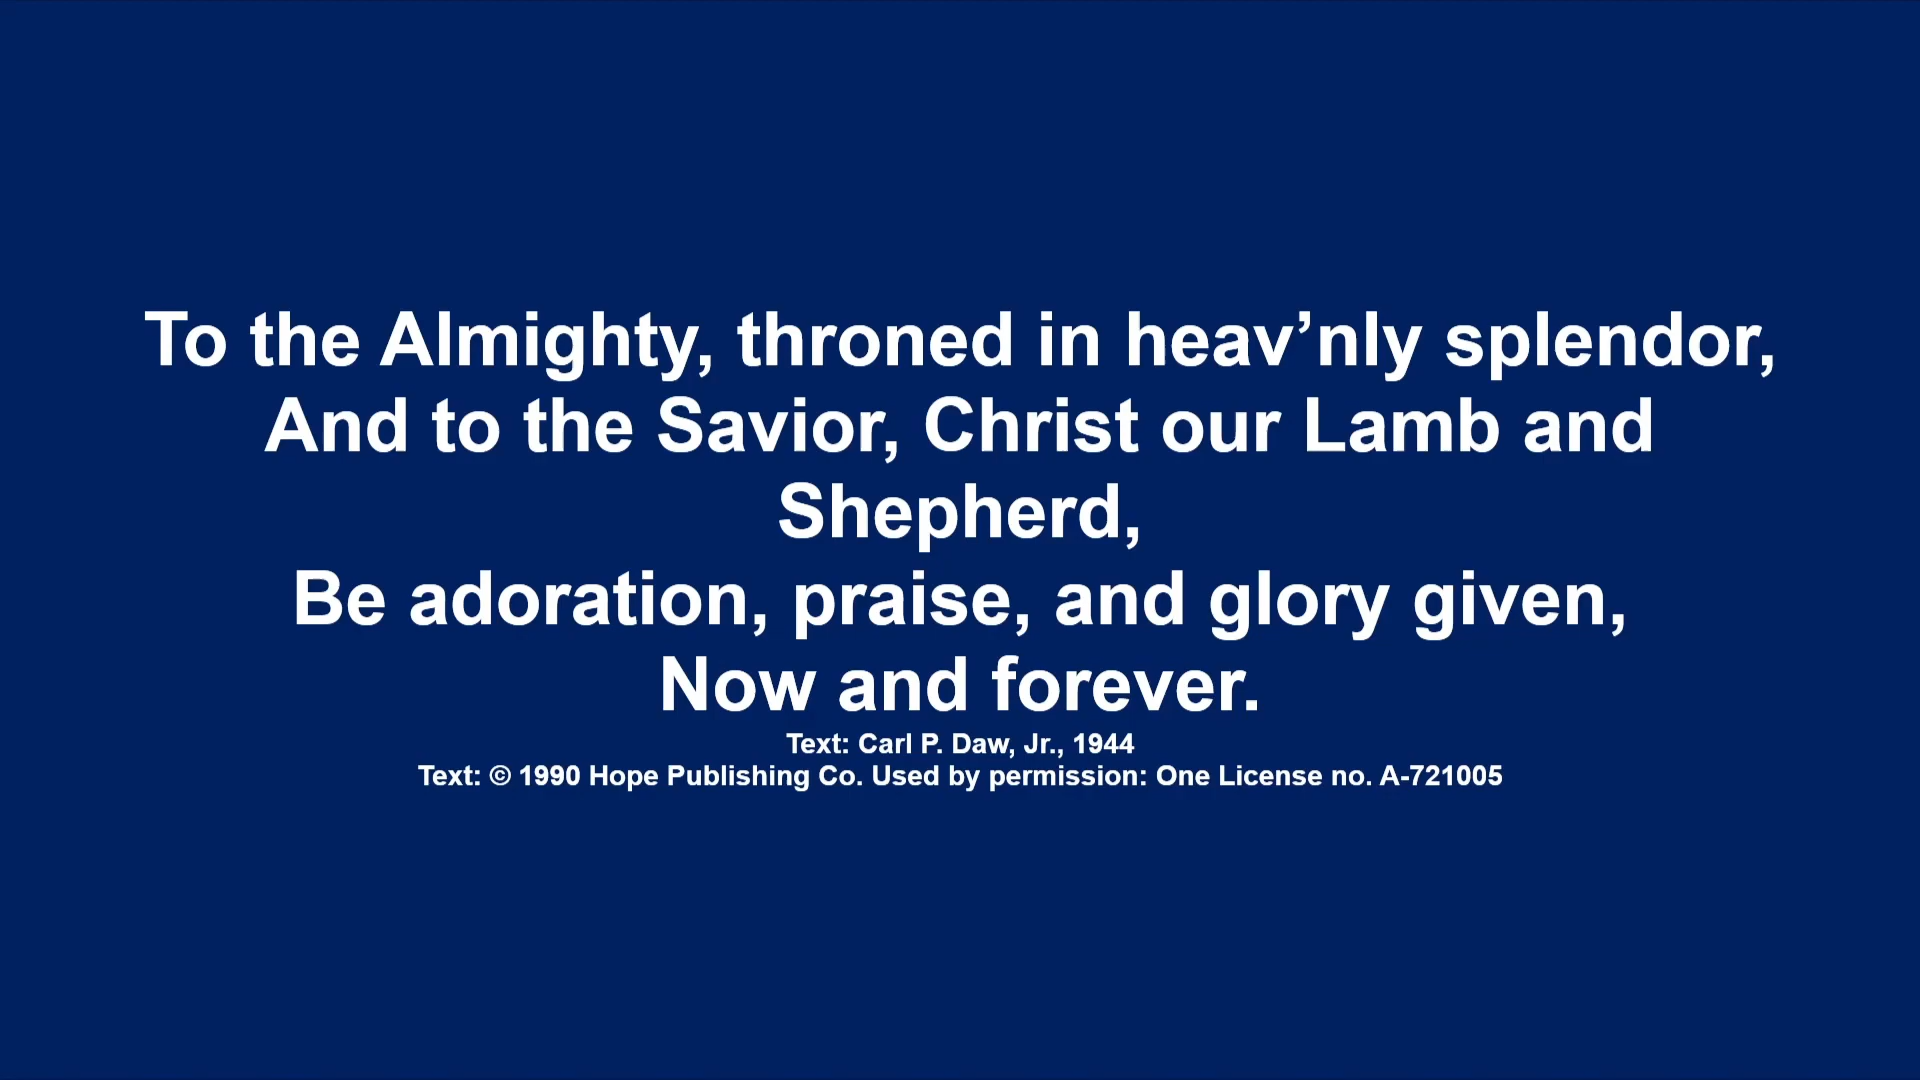 To the Almighty, throned in heav’nly splendor,
And to the Savior, Christ our Lamb and
Shepherd,
Be adoration, praise, and glory given,
Now and forever.
Text: Carl P. Daw, Jr., 1944
Text: © 1990 Hope Publishing Co. Used by permission: One License no. A-721005